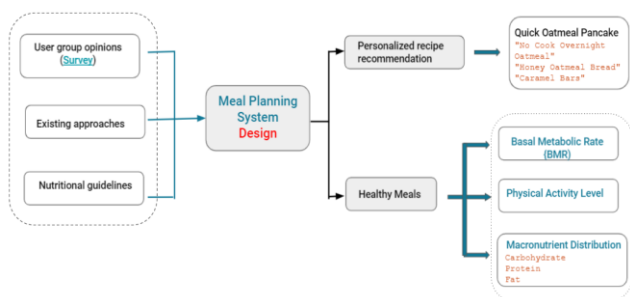 User group opinions
(Survey)
Existing approaches
Nutritional guidelines
Meal Planning
System
Design
Personalized recipe
recommendation
Healthy Meals
Quick Oatmeal Pancake
"No Cook Overnight
Oatmeal"
"Honey Oatmeal Bread"
"Caramel Bars"
Basal Metabolic Rate
(BMR)
Physical Activity Level
Macronutrient Distribution
Carbohydrate
Protein
Fat